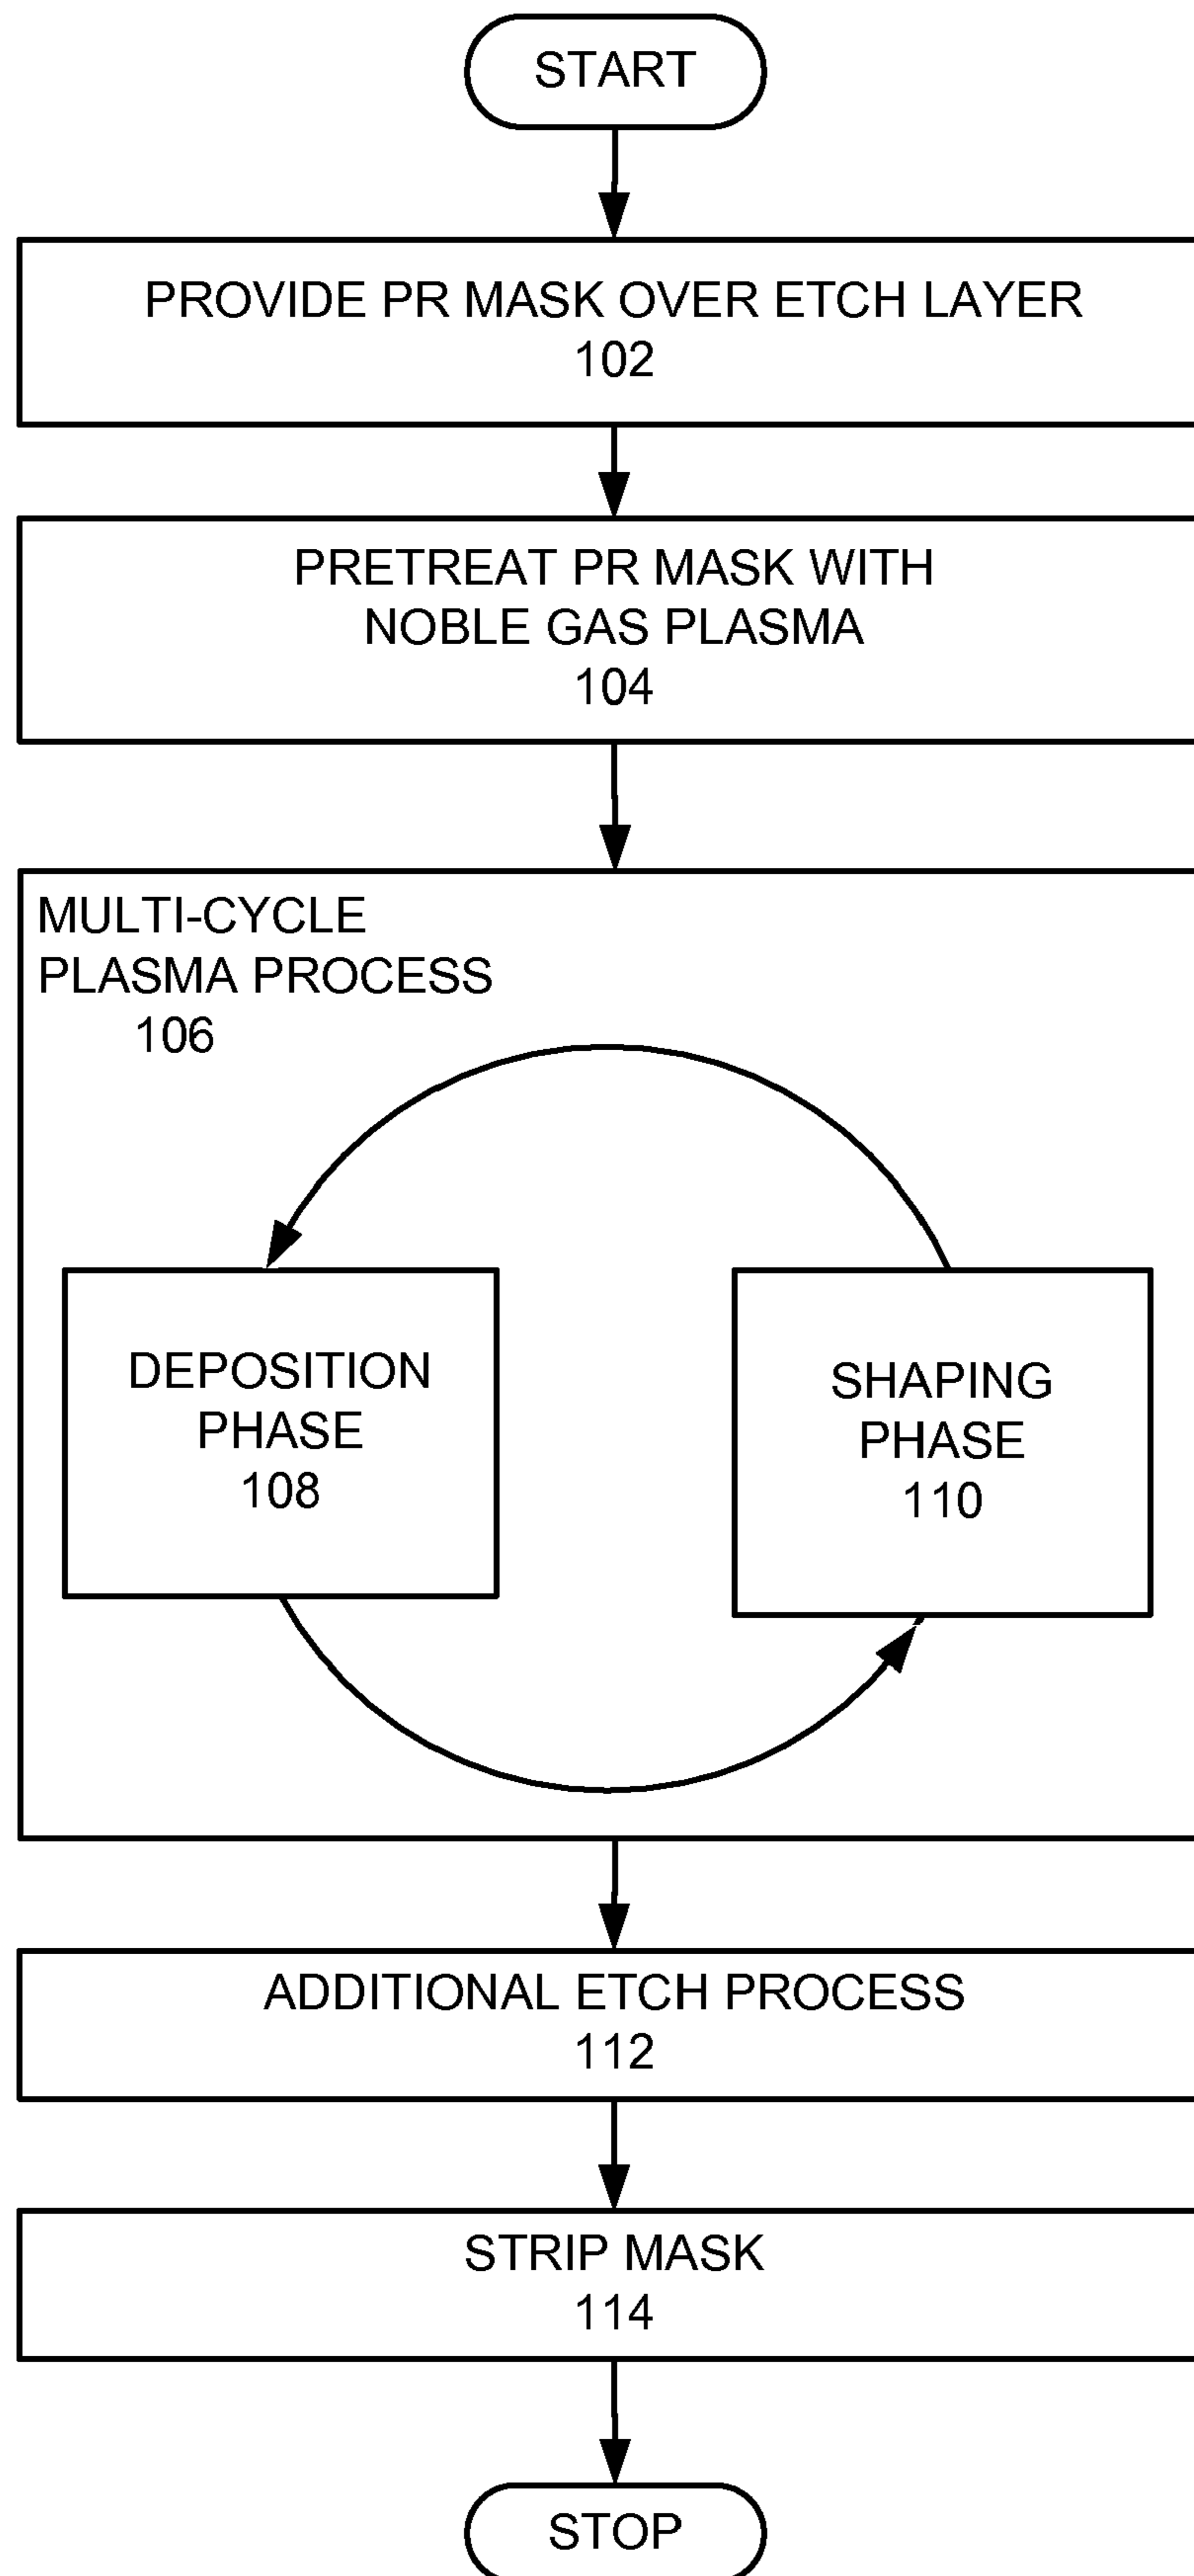 START
PROVIDE PR MASK OVER ETCH LAYER
102
PRETREAT PR MASK WITH
NOBLE GAS PLASMA
104
MULTI-CYCLE
PLASMA PROCESS
106
DEPOSITION
PHASE
108
SHAPING
PHASE
110
ADDITIONAL ETCH PROCESS
112
STRIP MASK
114
STOP